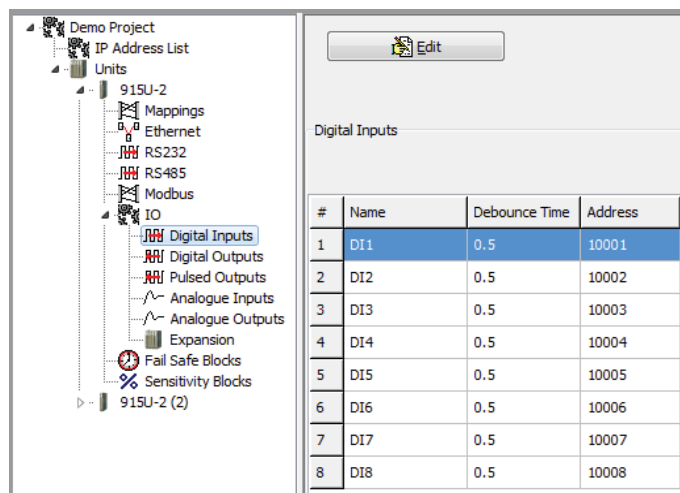 Demo Project
IP Address List
Units
915U-2
Mappings
Ethernet
RS232
RS485
Modbus
IO
Digital Inputs
Digital Outputs
Pulsed Outputs
Analogue Inputs
Analogue Outputs
Expansion
Fail Safe Blocks
Sensitivity Blocks
915U-2 (2)
Edit
Digital Inputs
# Name Debounce Time Address
1 DI1 0.5 10001
2 DI2 0.5 10002
3 DI3 0.5 10003
4 DI4 0.5 10004
5 DI5 0.5 10005
6 DI6 0.5 10006
7 DI7 0.5 10007
8 DI8 0.5 10008